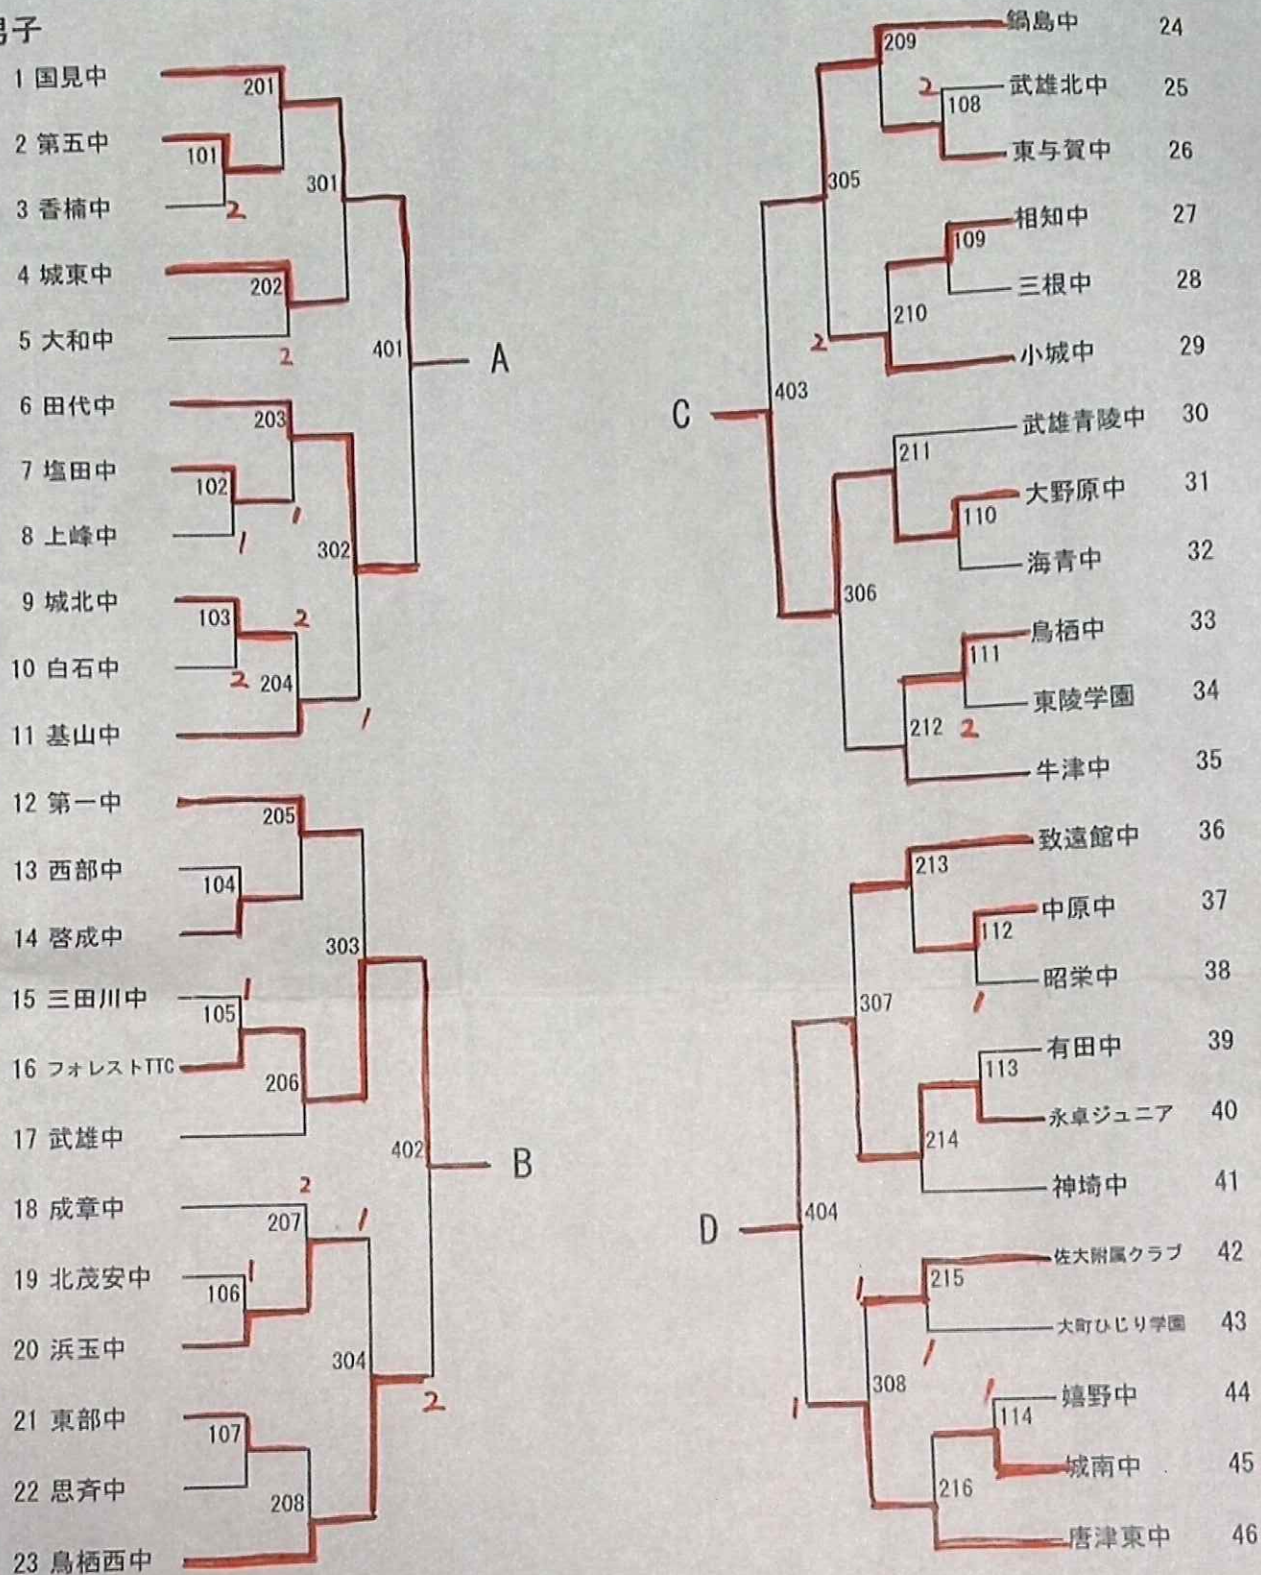 男子
1 国見中
2 第五中
3 香楠中
4 城東中
5 大和中
6 田代中
7 塩田中
8 上峰中
9 城北中
10 白石中
11 基山中
12 第一中
13 西部中
14 啓成中
15 三田川中
16 フォレストTTC
17 武雄中
18 成章中
19 北茂安中
20 浜玉中
21 東部中
22 思斉中
23 鳥栖西中
201
101
2
301
202
2
401
A
203
102
1
1
302
103
2
2
204
1
205
104
303
1
105
206
402
B
2
207
1
1
106
304
2
107
208
鍋島中 24
武雄北中 25
東与賀中 26
相知中 27
三根中 28
小城中 29
武雄青陵中 30
大野原中 31
海青中 32
鳥栖中 33
東陵学園 34
牛津中 35
致遠館中 36
中原中 37
昭栄中 38
有田中 39
永卓ジュニア 40
神埼中 41
佐大附属クラブ 42
大町ひじり学園 43
嬉野中 44
城南中 45
唐津東中 46
209
2
108
305
109
210
2
C
403
211
110
306
111
212
2
213
112
1
307
113
214
D
404
1
215
1
308
1
1
114
216